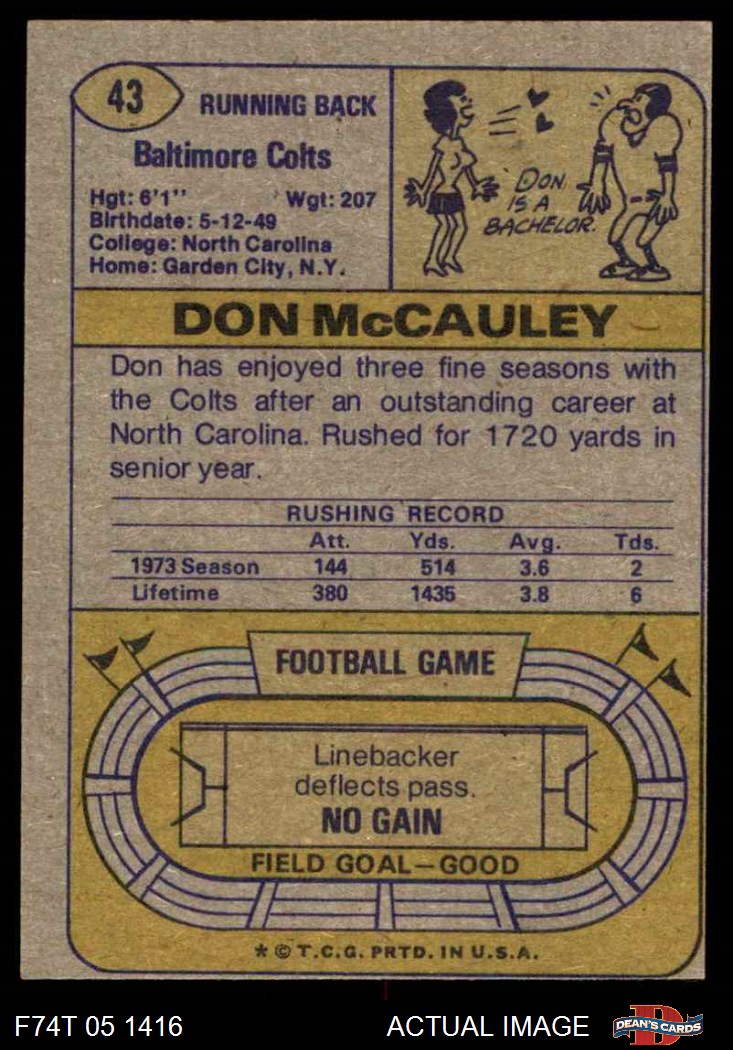 43
RUNNING BACK
Baltimore Colts
Hgt: 6'1" Wgt: 207
Birthdate: 5-12-49
College: North Carolina
Home: Garden City, N.Y.
DON
IS A
BACHELOR.
DON McCAULEY
Don has enjoyed three fine seasons with
the Colts after an outstanding career at
North Carolina. Rushed for 1720 yards in
senior year.
RUSHING RECORD
Att. Yds. Avg. Tds.
1973 Season 144 514 3.6 2
Lifetime 380 1435 3.8 6
FOOTBALL GAME
Linebacker
deflects pass.
NO GAIN
FIELD GOAL—GOOD
* © T.C.G. PRTD. IN U.S.A.
F74T 05 1416 ACTUAL IMAGE DEAN'S CARDS